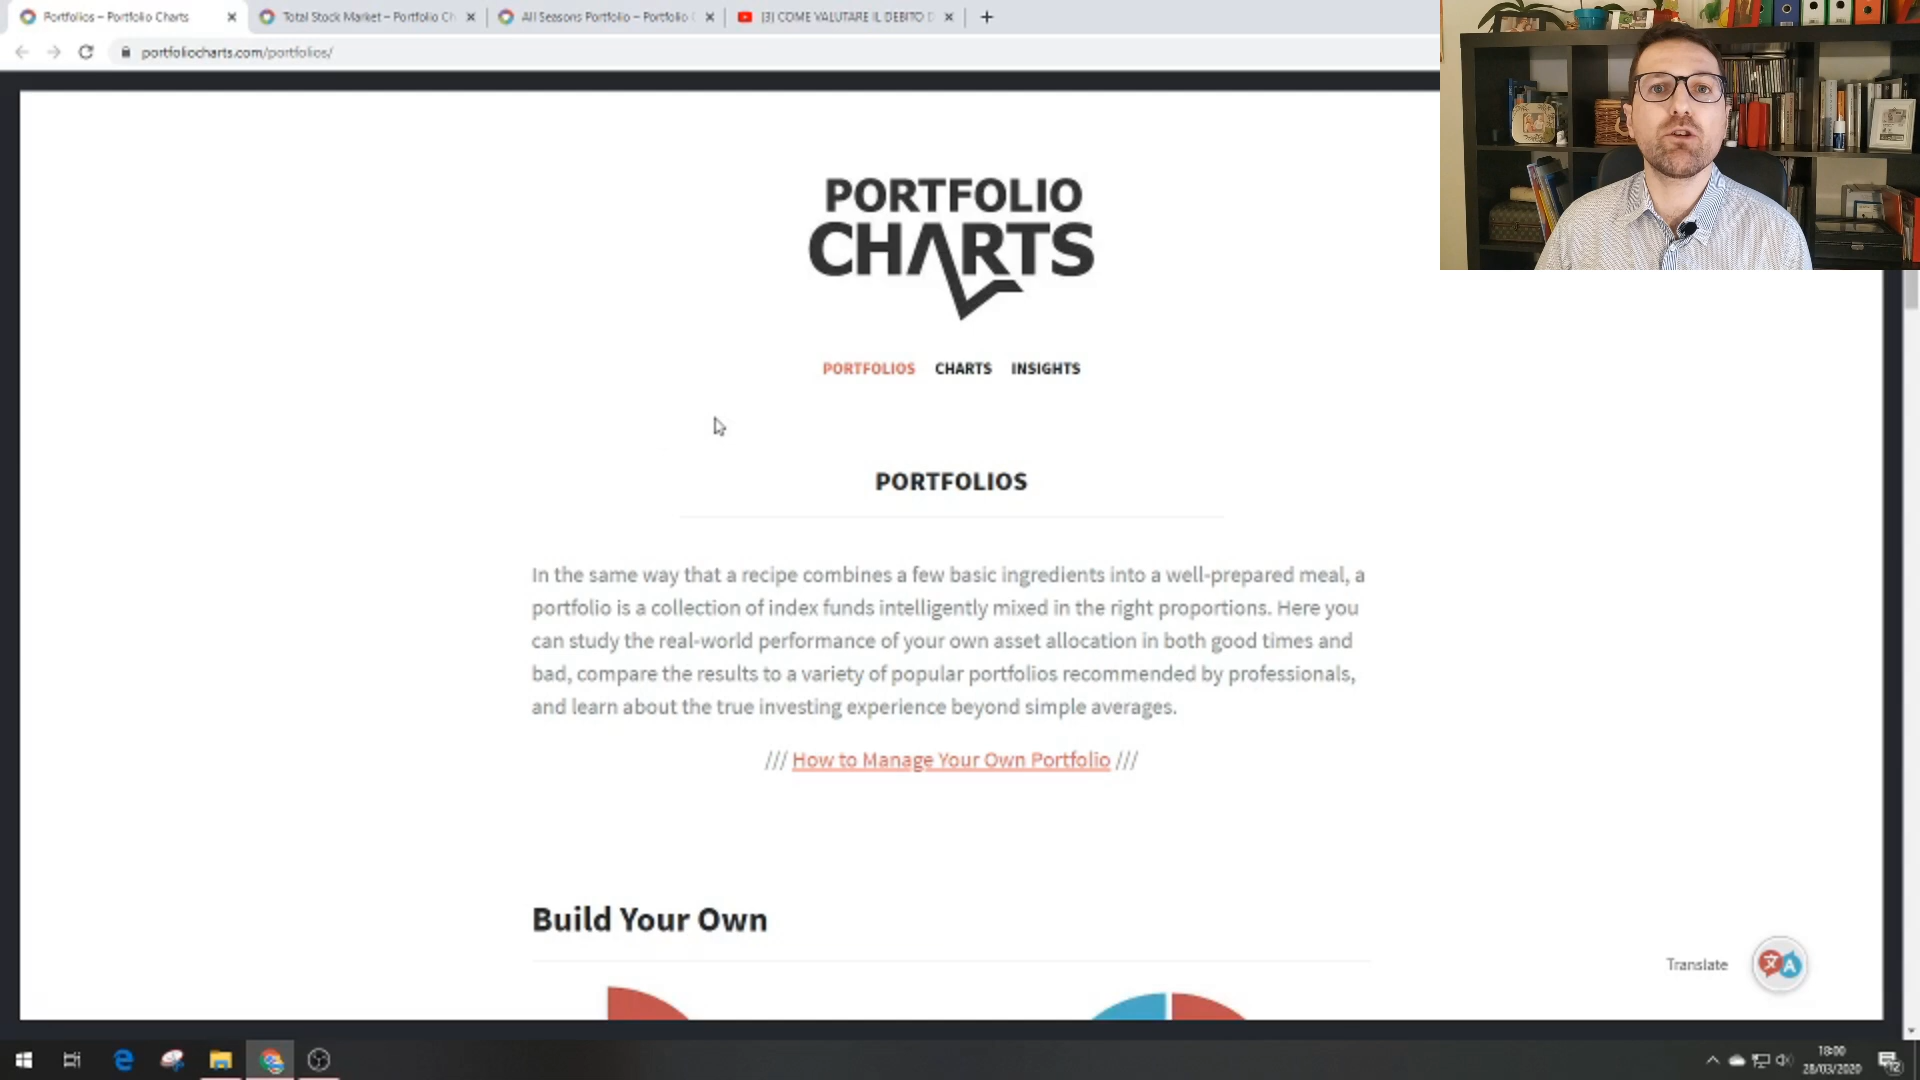 Portfolios – Portfolio Charts
Total Stock Market – Portfolio Ch
All Seasons Portfolio – Portfolio C
(3) COME VALUTARE IL DEBITO D
portfoliocharts.com/portfolios/
PORTFOLIO
CHARTS
PORTFOLIOS CHARTS INSIGHTS
PORTFOLIOS
In the same way that a recipe combines a few basic ingredients into a well-prepared meal, a
portfolio is a collection of index funds intelligently mixed in the right proportions. Here you
can study the real-world performance of your own asset allocation in both good times and
bad, compare the results to a variety of popular portfolios recommended by professionals,
and learn about the true investing experience beyond simple averages.
/// How to Manage Your Own Portfolio ///
Build Your Own
Translate
文A
18:00
28/03/2020
12